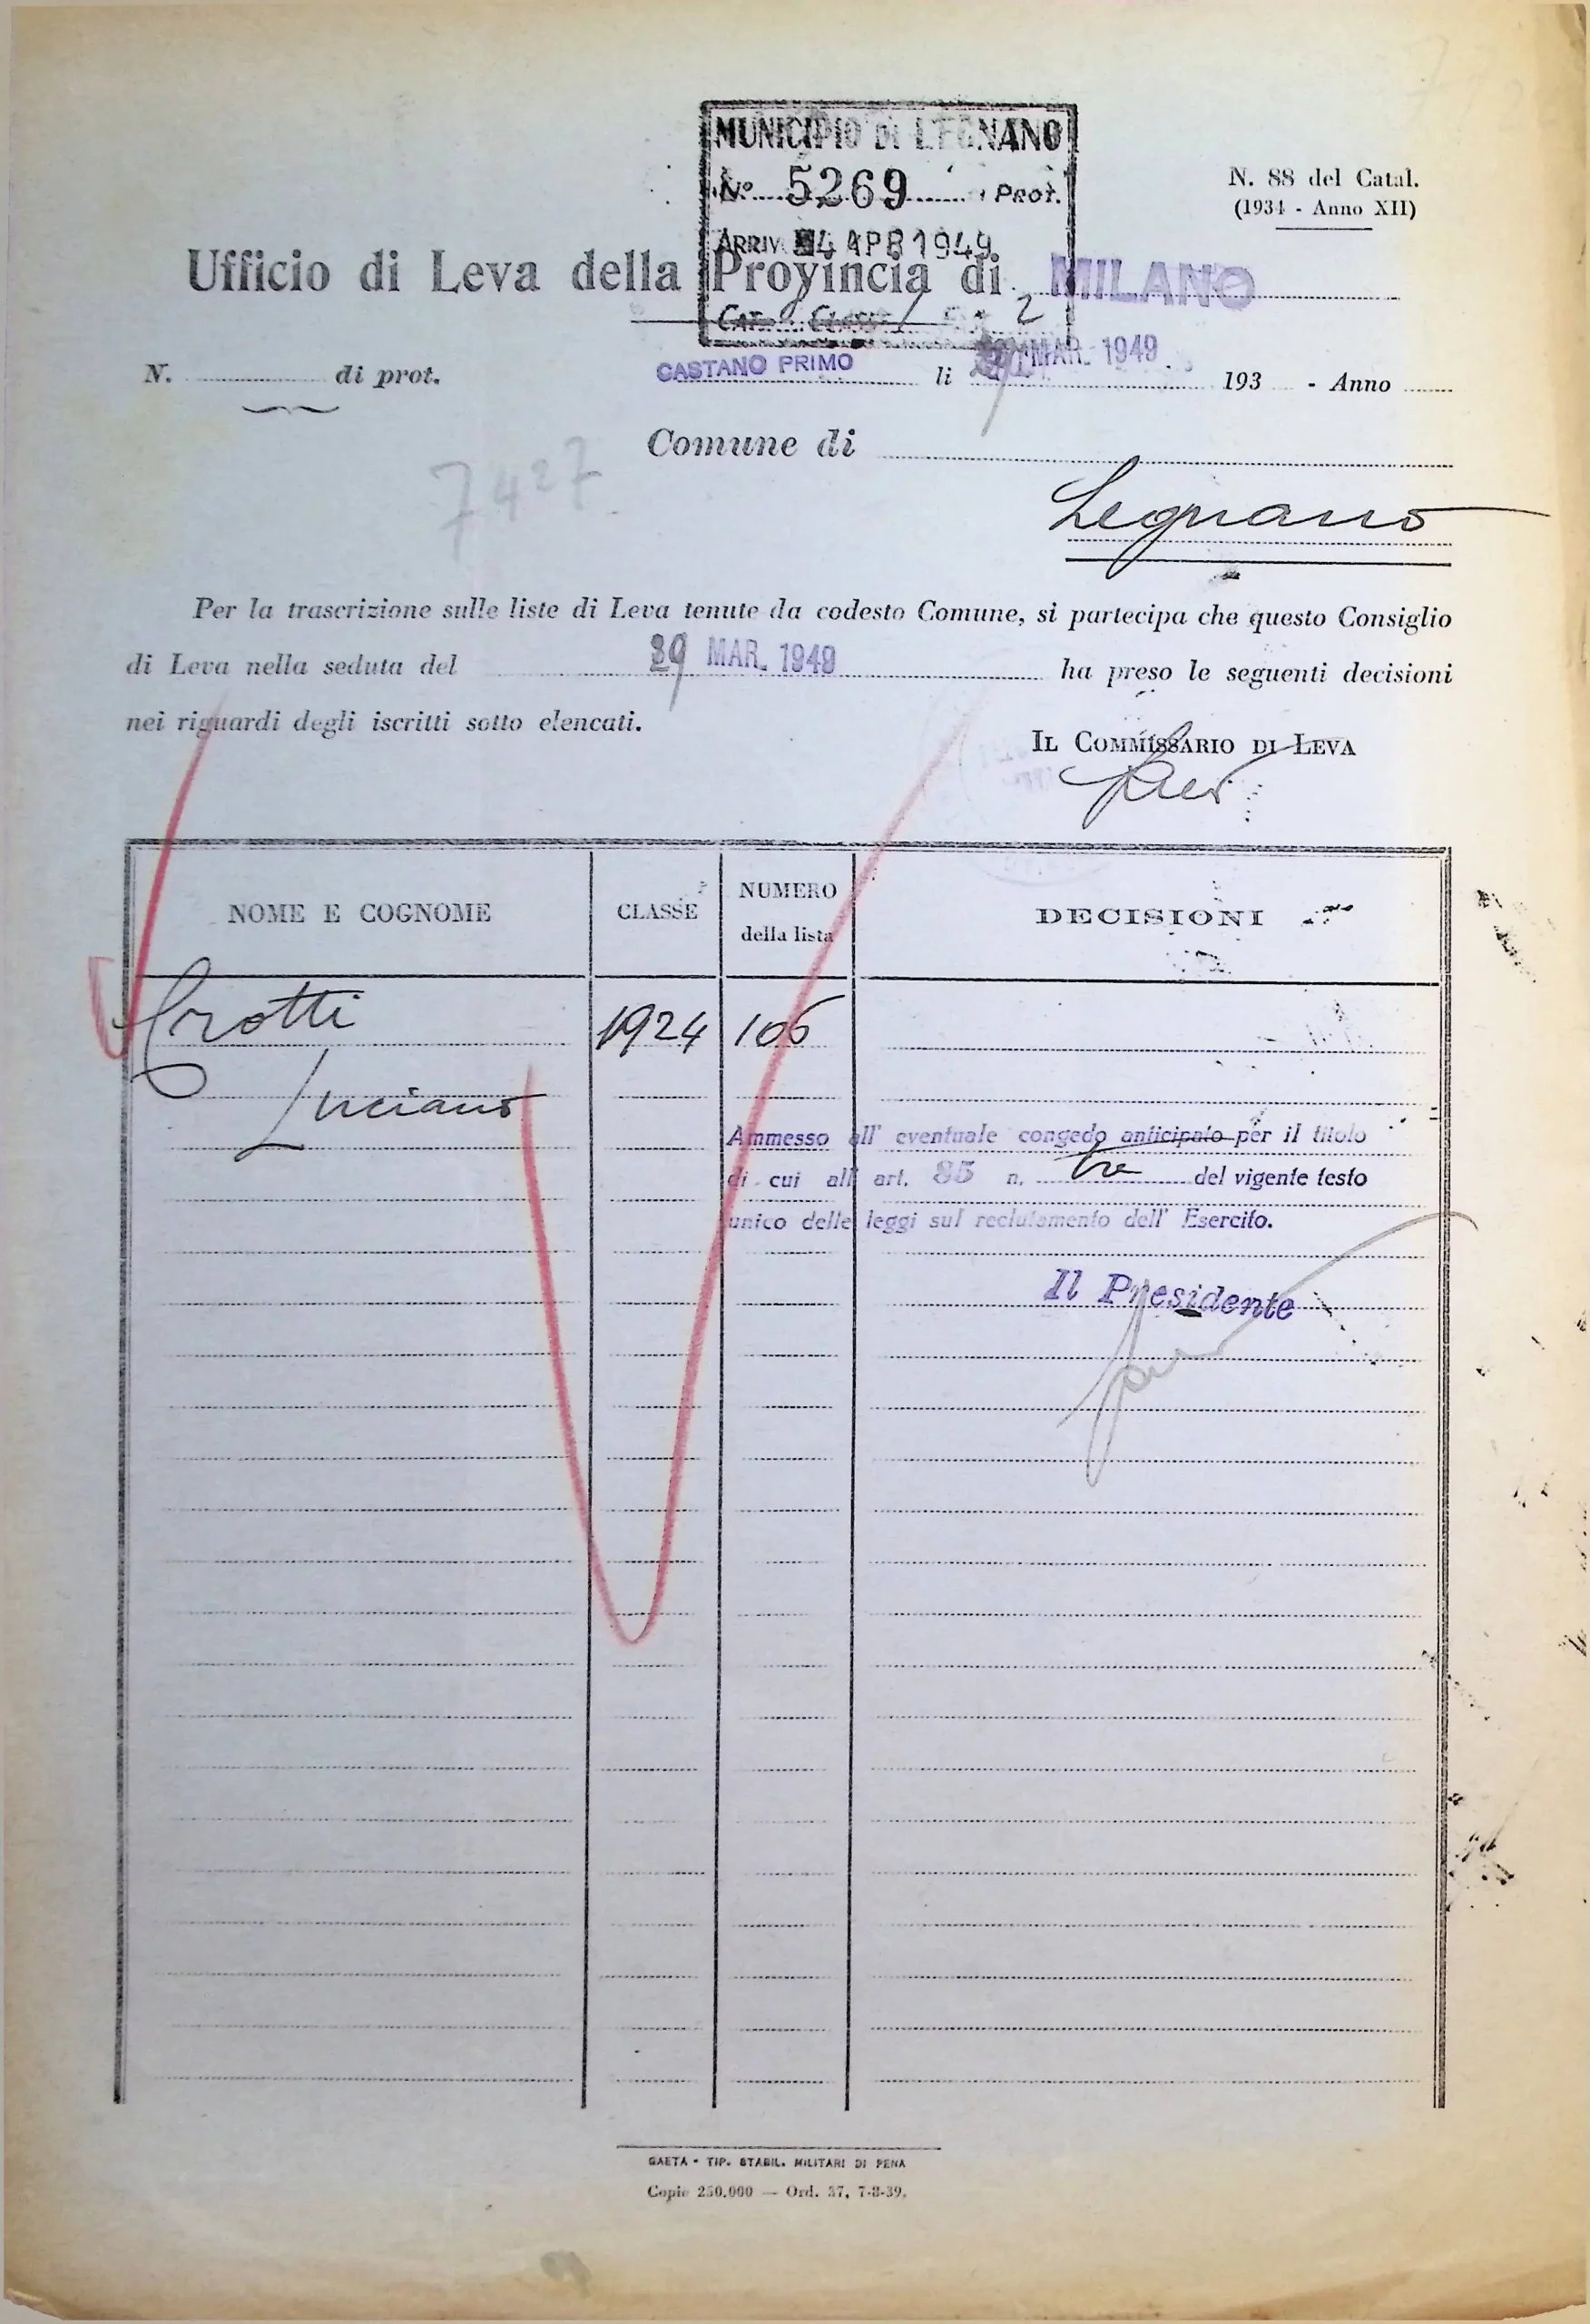 MUNICIPIO DI LEGNANO
N° 5269 Prot.
ARRIV. 4 APR 1949
CAT. CLASSE 2
N. 88 del Catal.
(1934 - Anno XII)
Ufficio di Leva della Provincia di MILANO
N. di prot.
CASTANO PRIMO li MAR. 1949 193 - Anno
Comune di
7427
Legnano
Per la trascrizione sulle liste di Leva tenute da codesto Comune, si partecipa che questo Consiglio
di Leva nella seduta del 29 MAR. 1949 ha preso le seguenti decisioni
nei riguardi degli iscritti sotto elencati.
IL COMMISSARIO DI LEVA
NOME E COGNOME
CLASSE
NUMERO
della lista
DECISIONI
Crotti 1924 106
Luciano
Ammesso all' eventuale congedo anticipato per il titolo
di cui all' art. 85 n. tre del vigente testo
unico delle leggi sul reclutamento dell' Esercito.
Il Presidente
GAETA - TIP. STABIL. MILITARI DI PENA
Copie 250.000 — Ord. 37, 7-8-39.